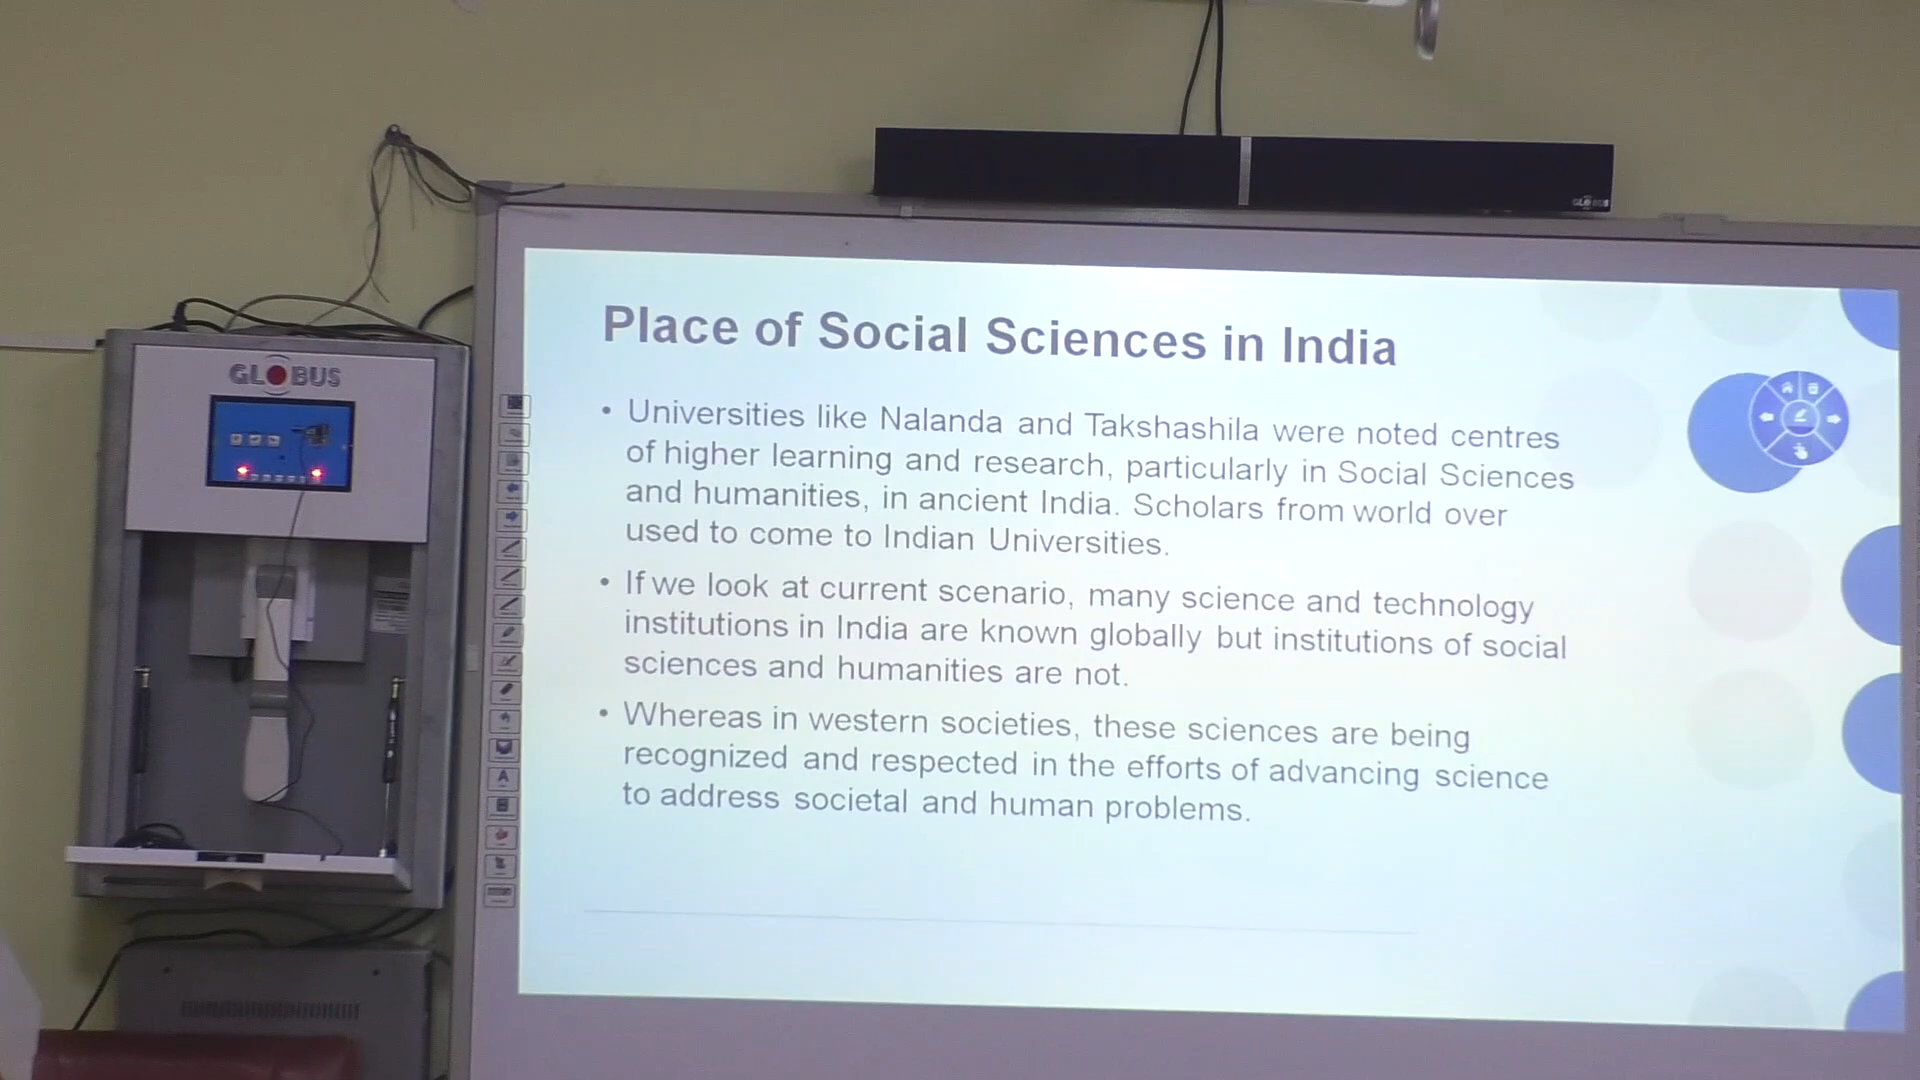 GLOBUS
GLOBUS
Place of Social Sciences in India
• Universities like Nalanda and Takshashila were noted centres
of higher learning and research, particularly in Social Sciences
and humanities, in ancient India. Scholars from world over
used to come to Indian Universities.
• If we look at current scenario, many science and technology
institutions in India are known globally but institutions of social
sciences and humanities are not.
• Whereas in western societies, these sciences are being
recognized and respected in the efforts of advancing science
to address societal and human problems.
A